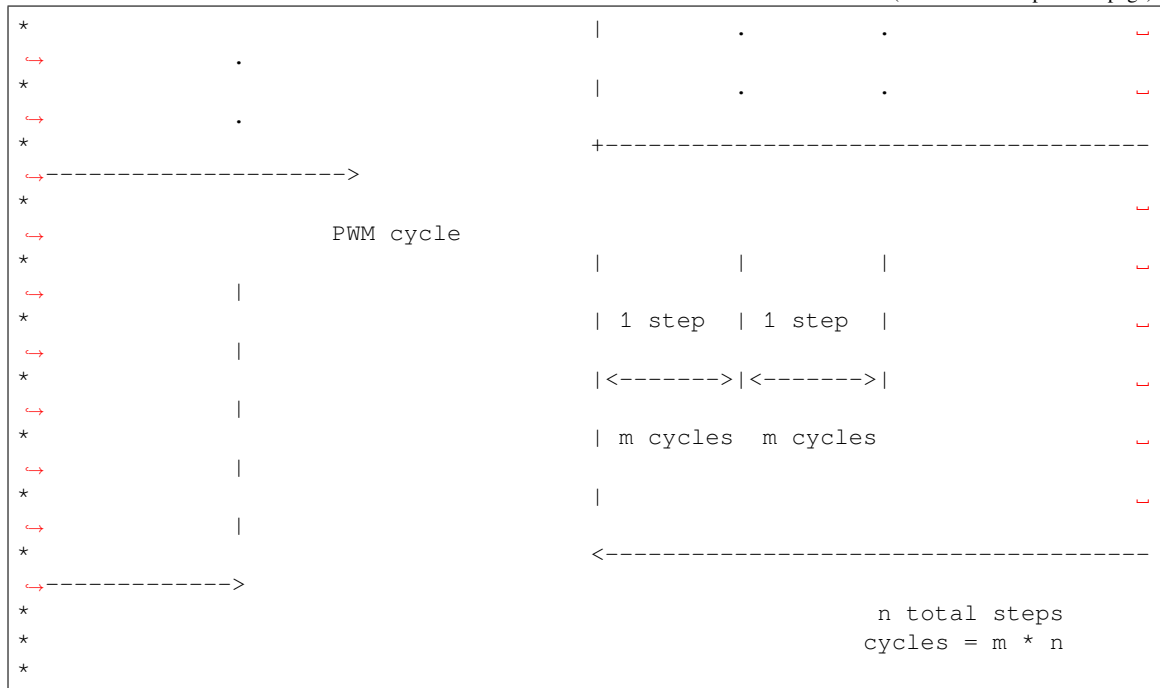 *                                       |         .         .                 ␣
↪             .
*                                       |         .         .                 ␣
↪             .
*                                       +--------------------------------------
↪--------------------->
*                                                                             ␣
↪                    PWM cycle
*                                       |         |         |                 ␣
↪             |
*                                       | 1 step  | 1 step  |                 ␣
↪             |
*                                       |<------->|<------->|                 ␣
↪             |
*                                       | m cycles  m cycles                  ␣
↪             |
*                                       |                                     ␣
↪             |
*                                       <--------------------------------------
↪------------->
*                                                           n total steps
*                                                          cycles = m * n
*